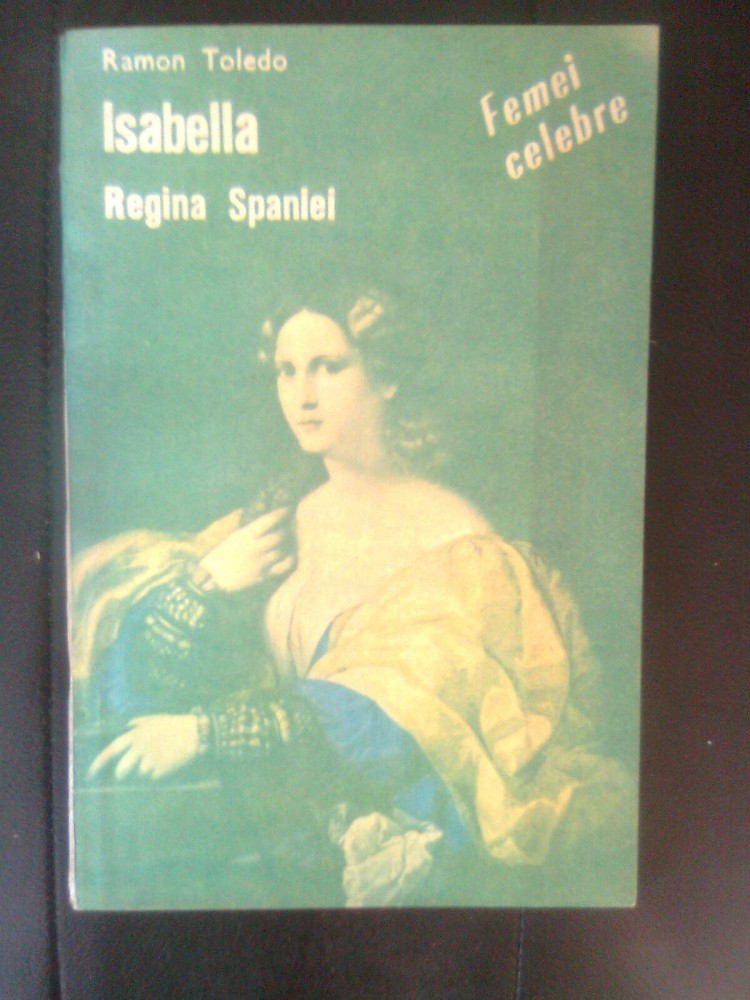 Ramon Toledo
Isabella
Regina Spaniei
Femei
celebre